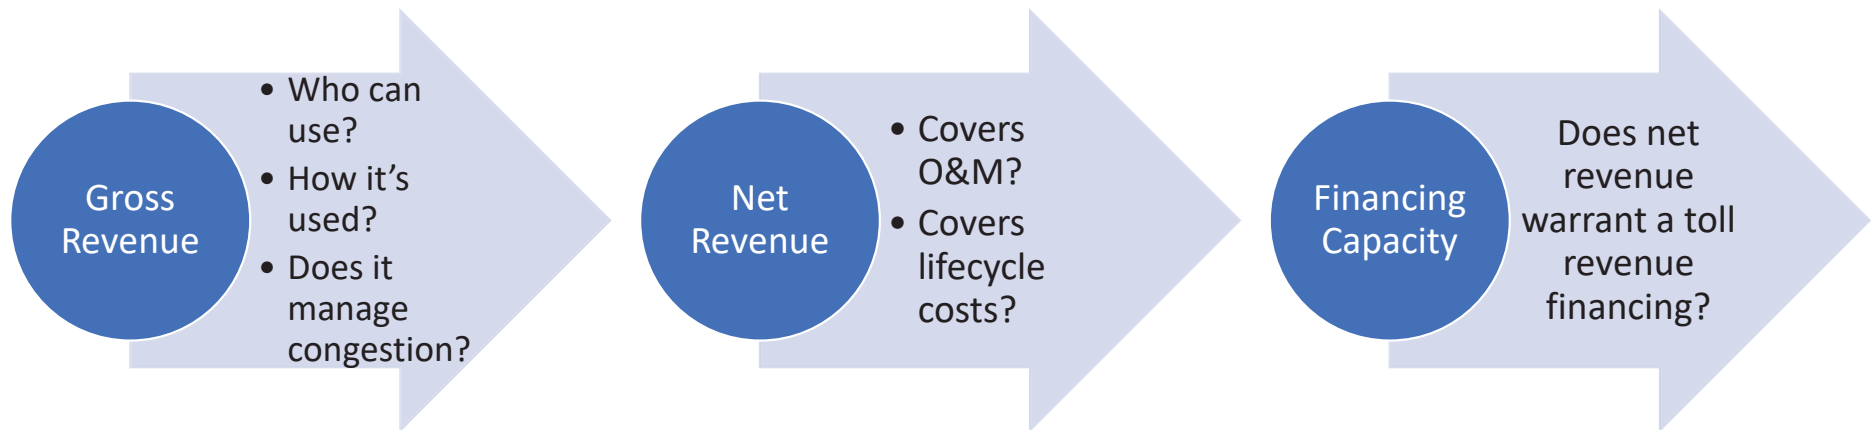 Gross
Revenue
• Who can
use?
• How it’s
used?
• Does it
manage
congestion?
Net
Revenue
• Covers
O&M?
• Covers
lifecycle
costs?
Financing
Capacity
Does net
revenue
warrant a toll
revenue
financing?